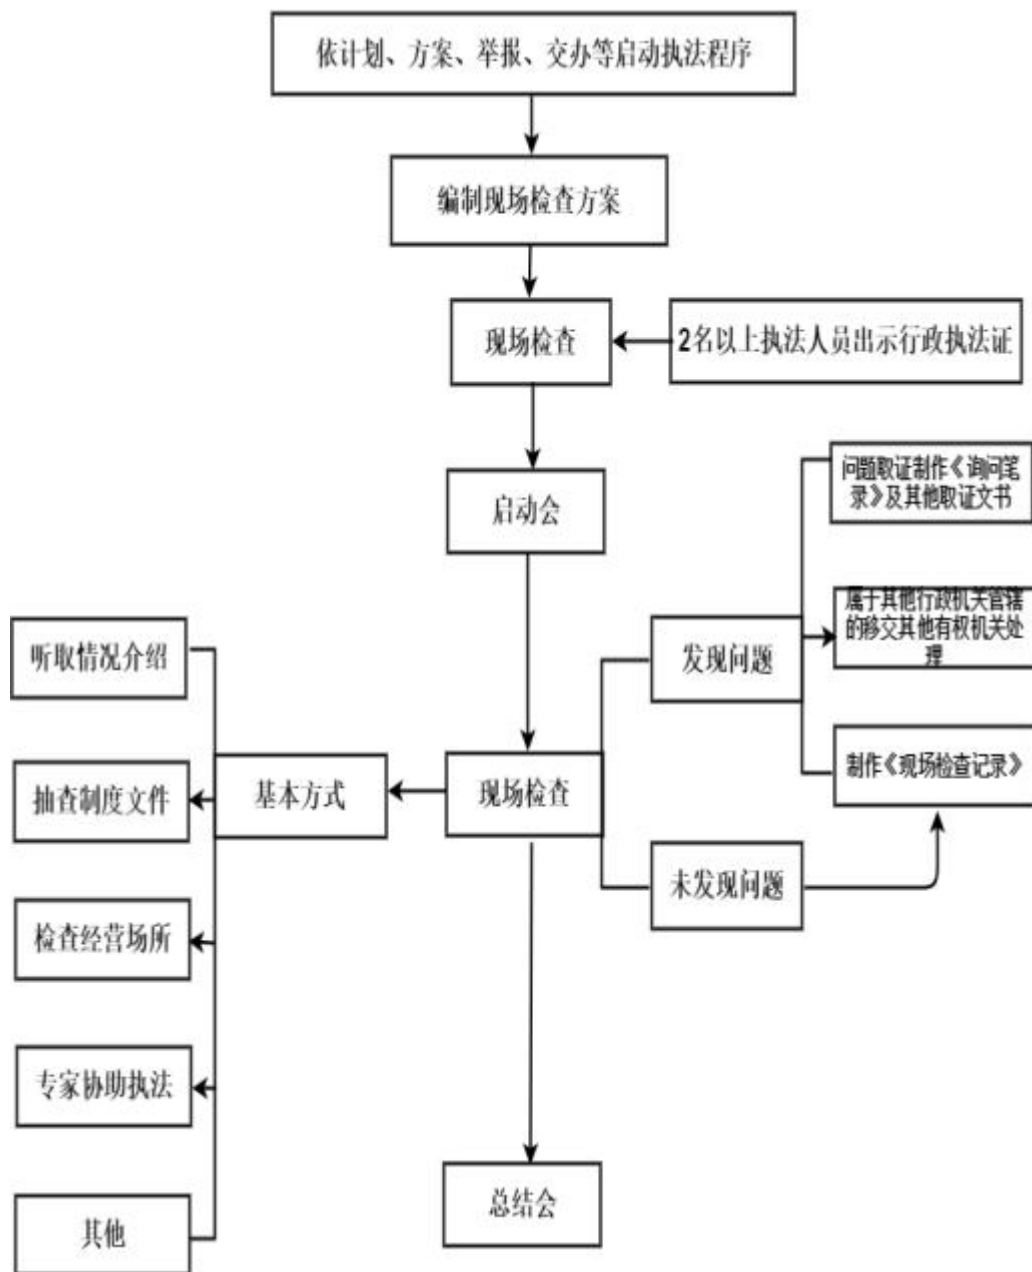 依计划、方案、举报、交办等启动执法程序
编制现场检查方案
现场检查
2名以上执法人员出示行政执法证
启动会
问题取证制作《询问笔
录》及其他取证文书
属于其他行政机关管辖
的移交其他有权机关处
理
发现问题
听取情况介绍
制作《现场检查记录》
基本方式
现场检查
抽查制度文件
未发现问题
检查经营场所
专家协助执法
总结会
其他